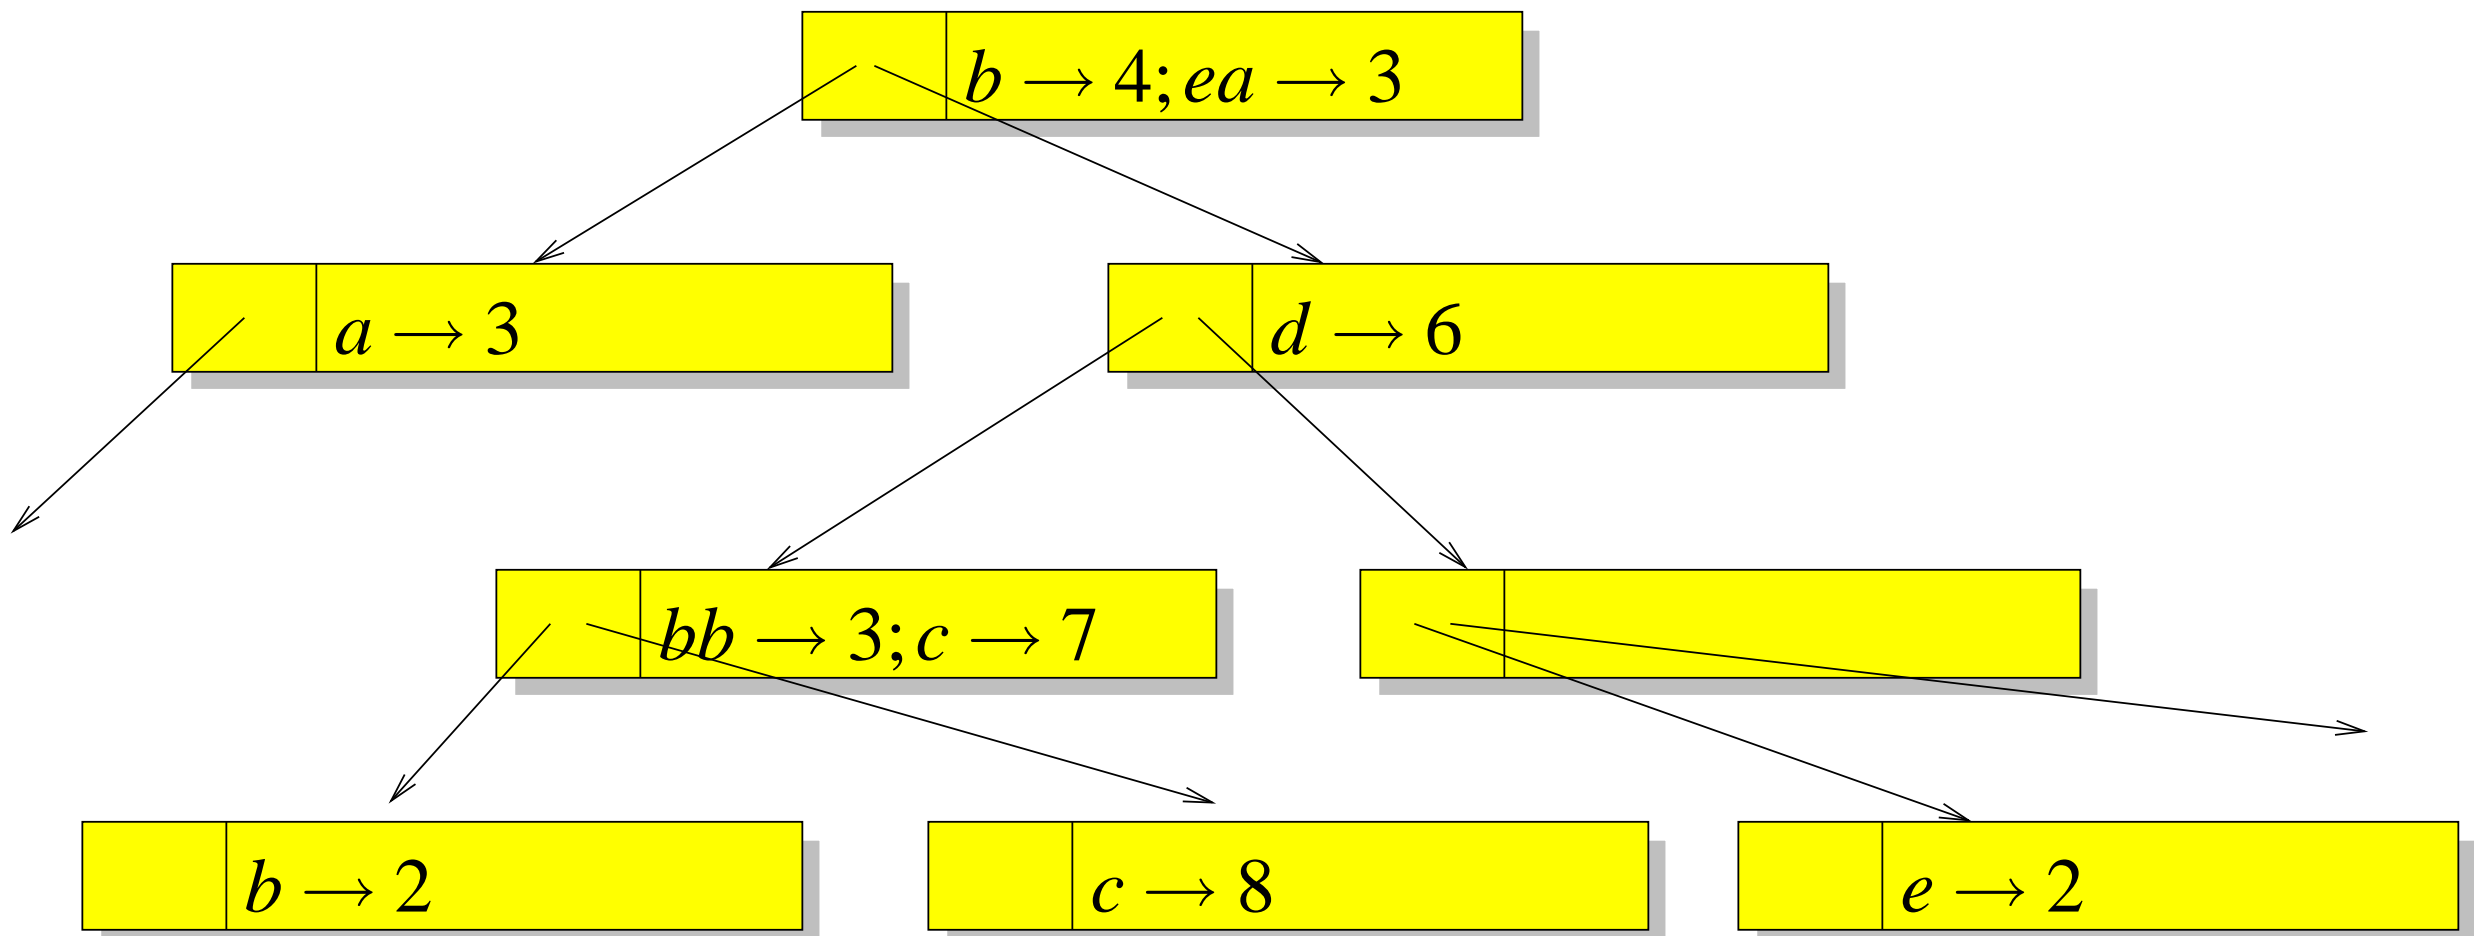 b → 4; ea → 3
a → 3
d → 6
bb → 3; c → 7
b → 2
c → 8
e → 2